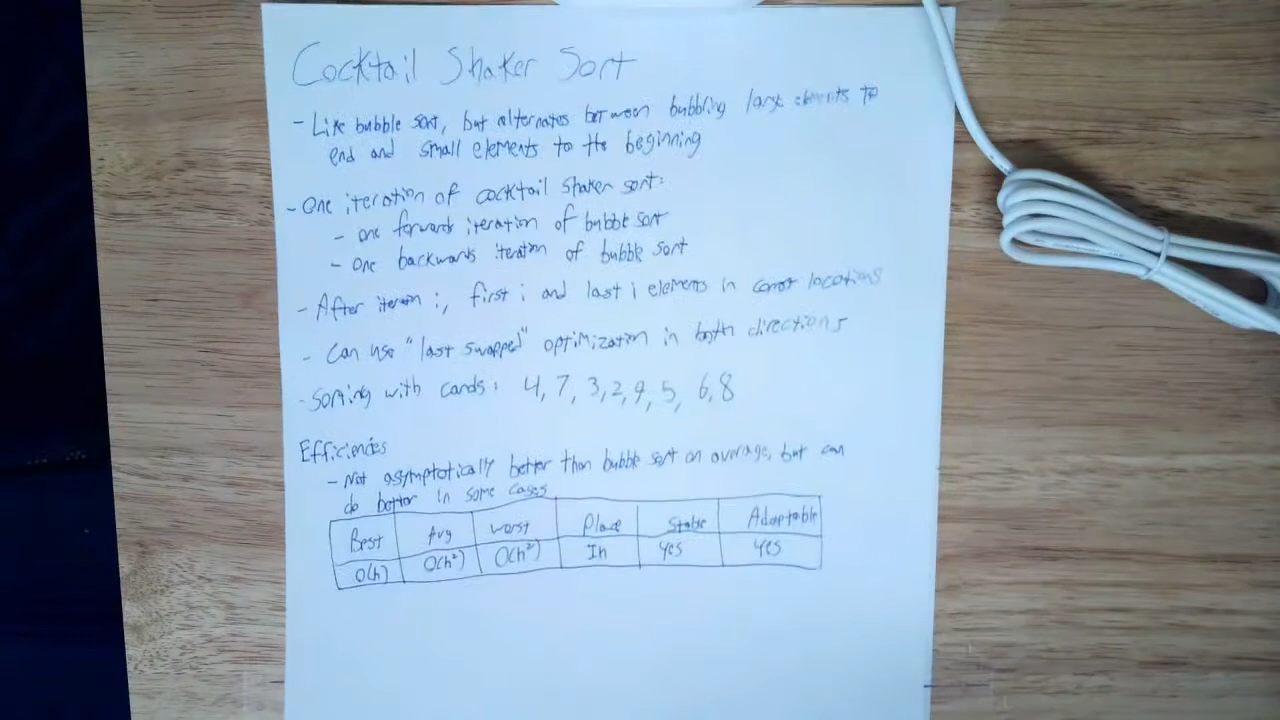 Cocktail Shaker Sort
- Like bubble sort, but alternates between bubbling large elements to
end and small elements to the beginning
- One iteration of cocktail shaker sort:
- one forward iteration of bubble sort
- one backwards iteration of bubble sort
- After iteration i, first i and last i elements in correct locations
- Can use "last swapped" optimization in both directions
- Sorting with cards: 4, 7, 3, 2, 9, 5, 6, 8
Efficiencies
- Not asymptotically better than bubble sort on average, but can
do better in some cases
Best Avg Worst Place Stable Adaptable
O(n) O(n²) O(n²) In Yes Yes